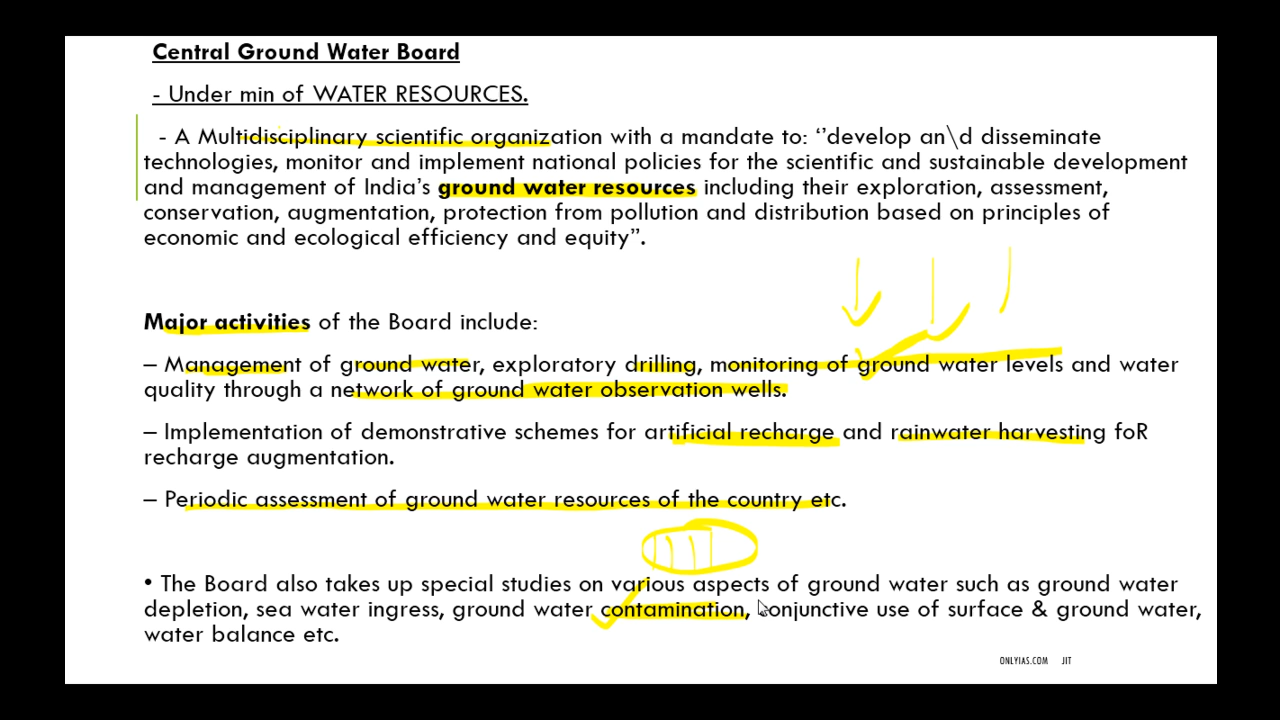 Central Ground Water Board
- Under min of WATER RESOURCES.
- A Multidisciplinary scientific organization with a mandate to: ‘’develop an\d disseminate
technologies, monitor and implement national policies for the scientific and sustainable development
and management of India’s ground water resources including their exploration, assessment,
conservation, augmentation, protection from pollution and distribution based on principles of
economic and ecological efficiency and equity”.
Major activities of the Board include:
– Management of ground water, exploratory drilling, monitoring of ground water levels and water
quality through a network of ground water observation wells.
– Implementation of demonstrative schemes for artificial recharge and rainwater harvesting foR
recharge augmentation.
– Periodic assessment of ground water resources of the country etc.
• The Board also takes up special studies on various aspects of ground water such as ground water
depletion, sea water ingress, ground water contamination, conjunctive use of surface & ground water,
water balance etc.
ONLYIAS.COM JIT